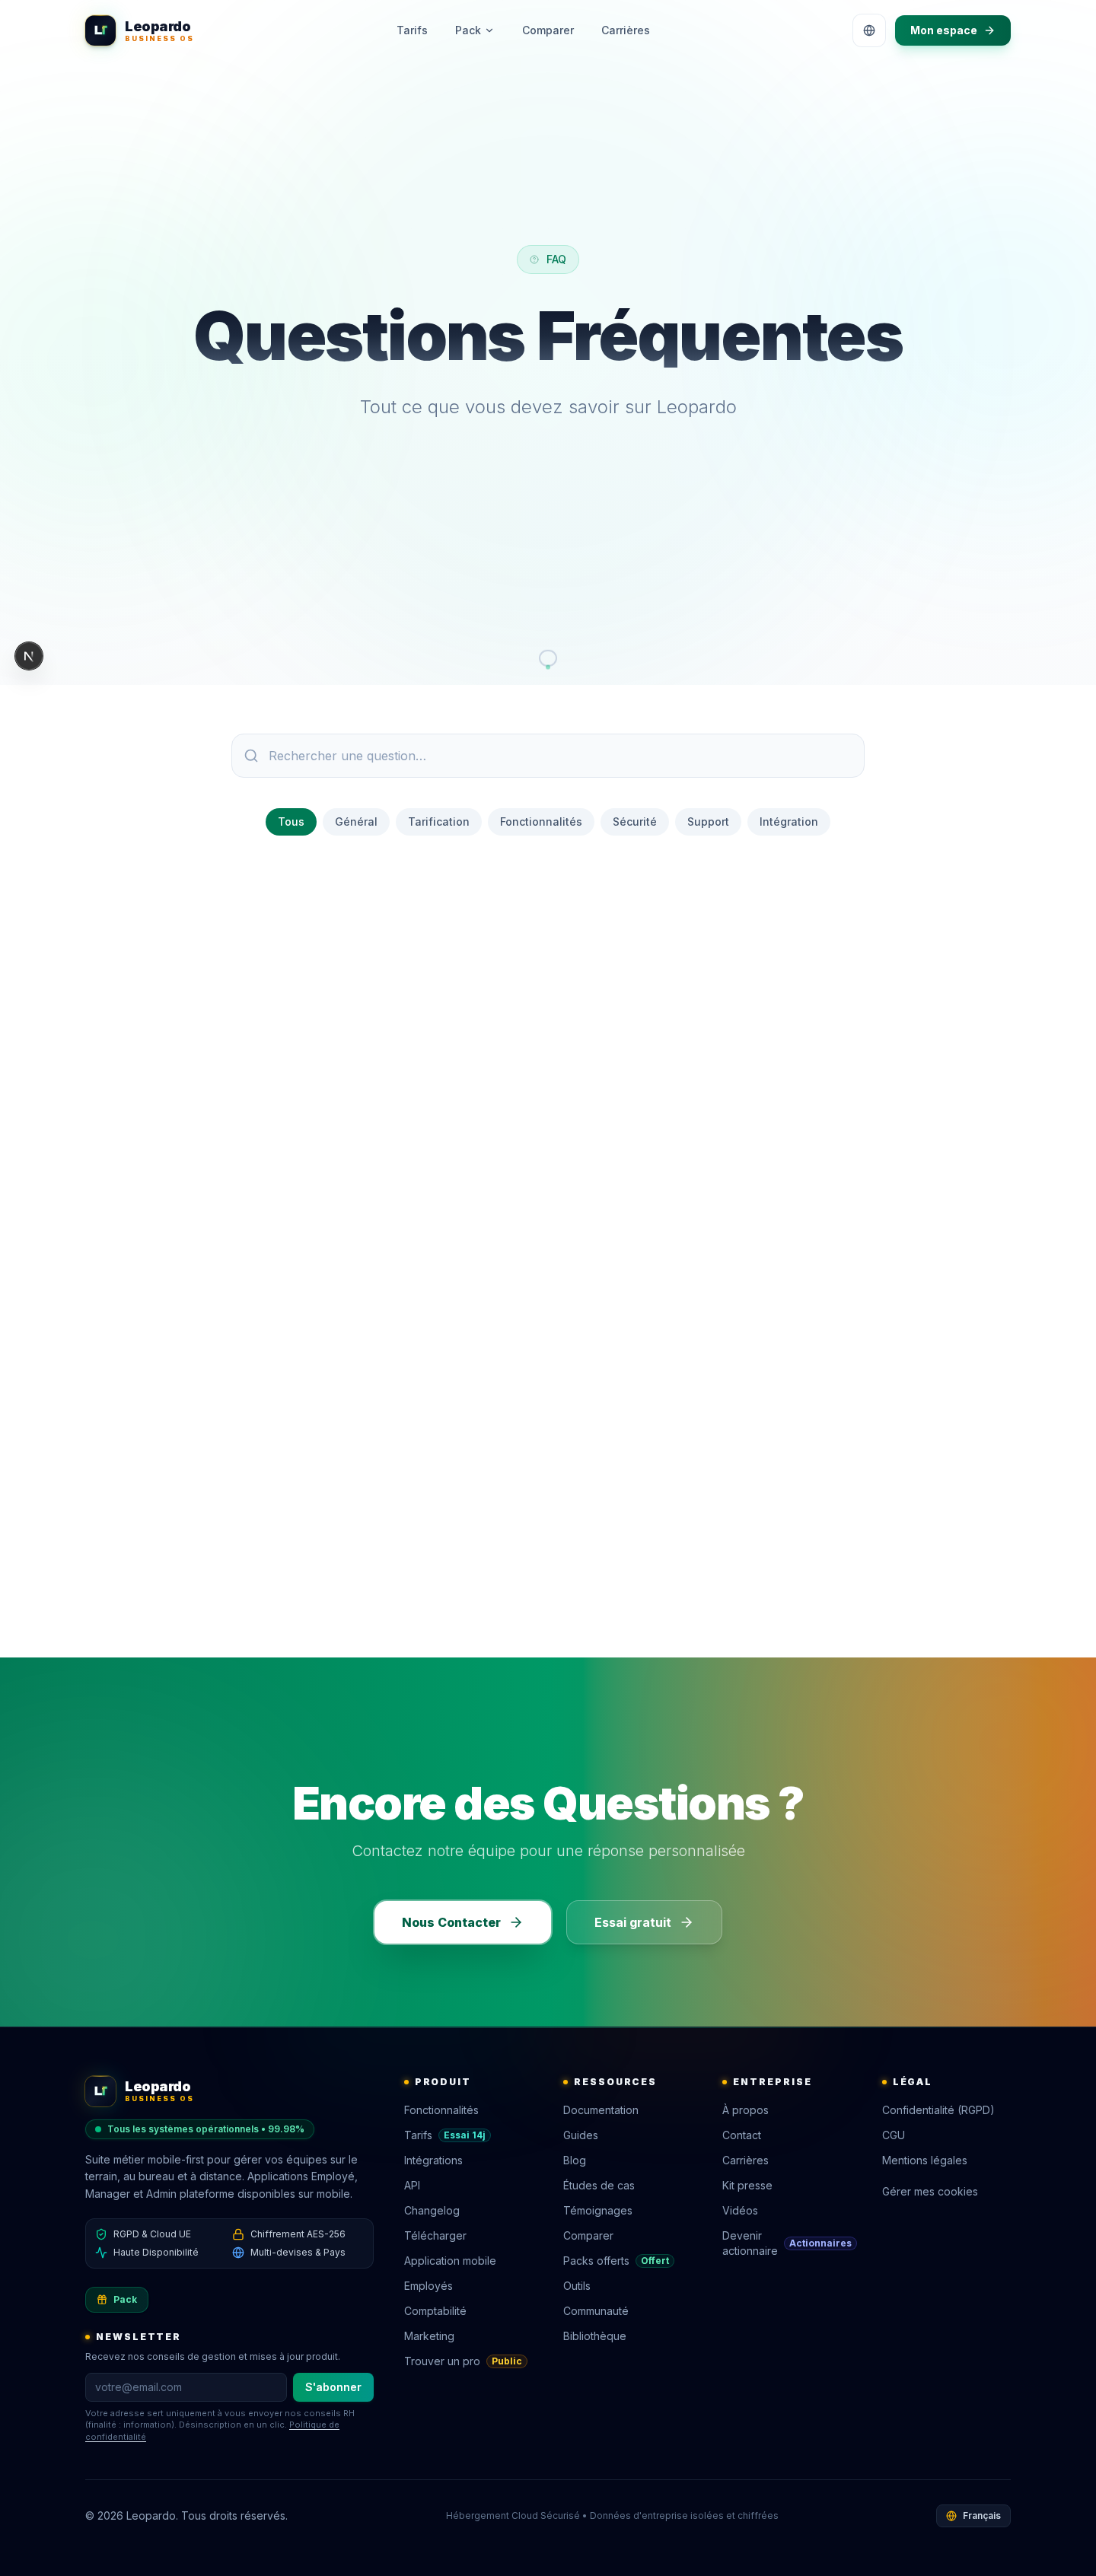 Leopardo
BUSINESS OS
Tarifs
Pack
Comparer
Carrières
Mon espace
FAQ
Questions Fréquentes
Tout ce que vous devez savoir sur Leopardo
N
Rechercher une question...
Tous
Général
Tarification
Fonctionnalités
Sécurité
Support
Intégration
Encore des Questions ?
Contactez notre équipe pour une réponse personnalisée
Nous Contacter
Essai gratuit
Leopardo
BUSINESS OS
Tous les systèmes opérationnels • 99.98%
Suite métier mobile-first pour gérer vos équipes sur le
terrain, au bureau et à distance. Applications Employé,
Manager et Admin plateforme disponibles sur mobile.
RGPD & Cloud UE
Chiffrement AES-256
Haute Disponibilité
Multi-devises & Pays
Pack
NEWSLETTER
Recevez nos conseils de gestion et mises à jour produit.
votre@email.com
S'abonner
Votre adresse sert uniquement à vous envoyer nos conseils RH
(finalité : information). Désinscription en un clic. Politique de
confidentialité
PRODUIT
Fonctionnalités
Tarifs Essai 14j
Intégrations
API
Changelog
Télécharger
Application mobile
Employés
Comptabilité
Marketing
Trouver un pro Public
RESSOURCES
Documentation
Guides
Blog
Études de cas
Témoignages
Comparer
Packs offerts Offert
Outils
Communauté
Bibliothèque
ENTREPRISE
À propos
Contact
Carrières
Kit presse
Vidéos
Devenir
actionnaire
Actionnaires
LÉGAL
Confidentialité (RGPD)
CGU
Mentions légales
Gérer mes cookies
© 2026 Leopardo. Tous droits réservés.
Hébergement Cloud Sécurisé • Données d'entreprise isolées et chiffrées
Français